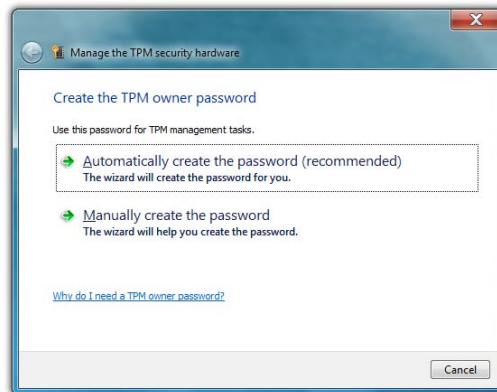 Manage the TPM security hardware
Create the TPM owner password
Use this password for TPM management tasks.
Automatically create the password (recommended)
The wizard will create the password for you.
Manually create the password
The wizard will help you create the password.
Why do I need a TPM owner password?
Cancel